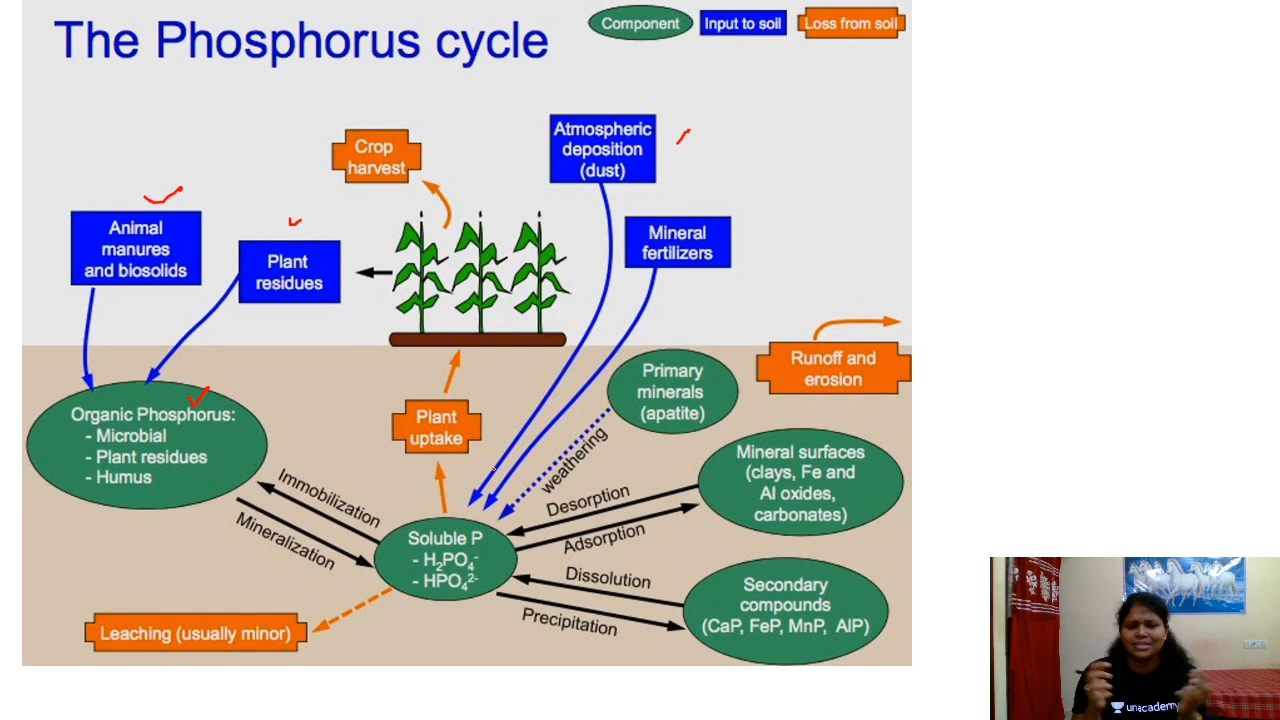 The Phosphorus cycle
Component
Input to soil
Loss from soil
Crop
harvest
Atmospheric
deposition
(dust)
Animal
manures
and biosolids
Plant
residues
Mineral
fertilizers
Runoff and
erosion
Primary
minerals
(apatite)
Organic Phosphorus:
- Microbial
- Plant residues
- Humus
Plant
uptake
weathering
Mineral surfaces
(clays, Fe and
Al oxides,
carbonates)
Immobilization
Mineralization
Desorption
Adsorption
Soluble P
- H₂PO₄⁻
- HPO₄²⁻
Dissolution
Precipitation
Secondary
compounds
(CaP, FeP, MnP, AlP)
Leaching (usually minor)
unacademy